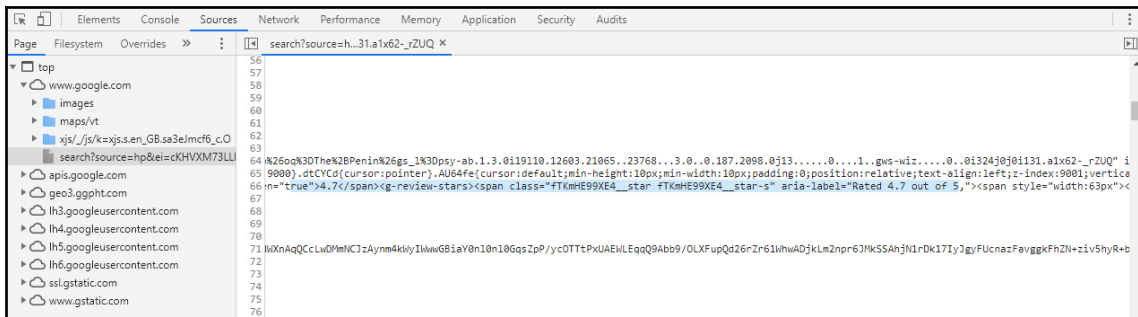 Elements Console Sources Network Performance Memory Application Security Audits
Page Filesystem Overrides » search?source=h...31.a1x62-_rZUQ ×
top
www.google.com
images
maps/vt
xjs/_/js/k=xjs.s.en_GB.sa3eJmcf6_c.O
search?source=hp&ei=cKHVXM73LLI
apis.google.com
geo3.ggpht.com
lh3.googleusercontent.com
lh4.googleusercontent.com
lh5.googleusercontent.com
lh6.googleusercontent.com
ssl.gstatic.com
www.gstatic.com
56
57
58
59
60
61
62
63
64 %26oq%3DThe%2BPenin%26gs_l%3Dpsy-ab.1.3.0i19l10.12603.21065..23768...3.0..0.187.2098.0j13......0....1..gws-wiz.....0..0i324j0j0i131.a1x62-_rZUQ" i
65 9000}.dtCYCd{cursor:pointer}.AU64fe{cursor:default;min-height:10px;min-width:10px;padding:0;position:relative;text-align:left;z-index:9001;vertica
66 n="true">4.7</span><g-review-stars><span class="fTKmHE99XE4__star fTKmHE99XE4__star-s" aria-label="Rated 4.7 out of 5,"><span style="width:63px"><
67
68
69
70
71
72
73
74
75
76